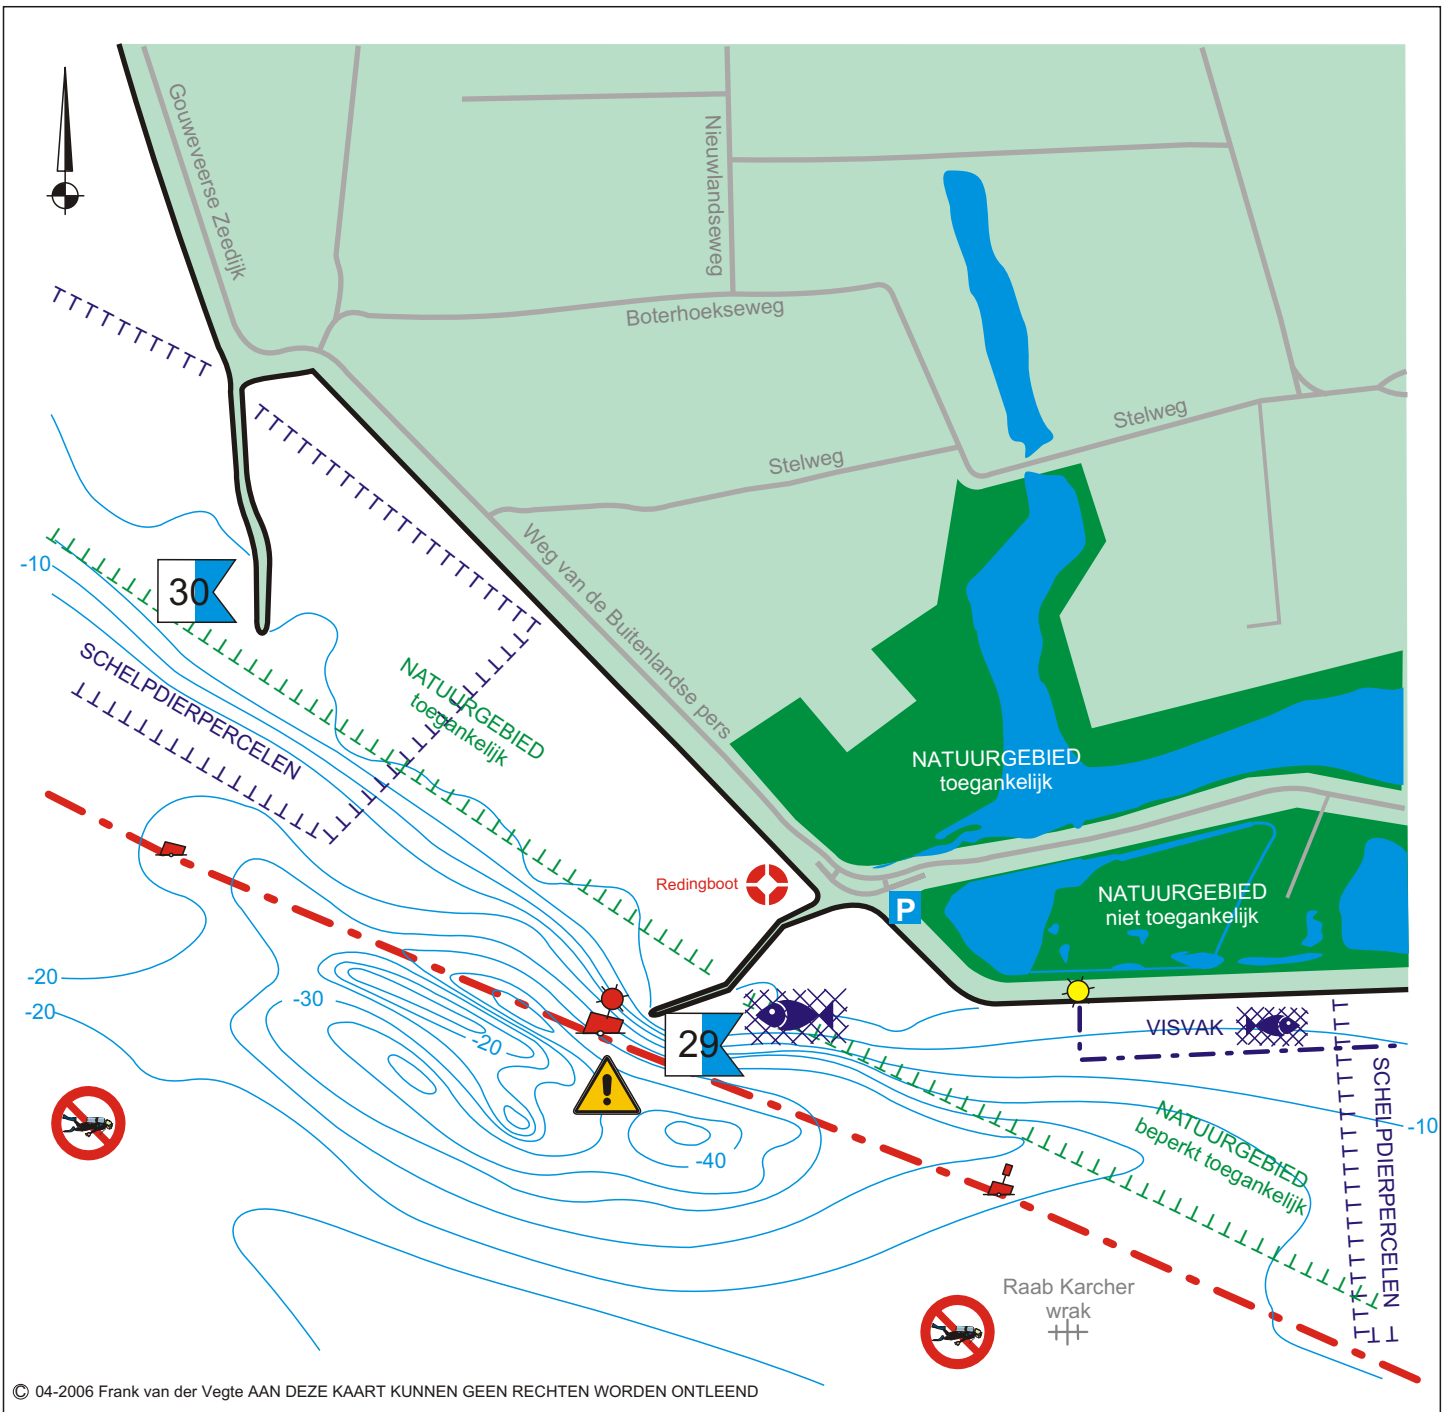 Gouweveerse Zeedijk
Nieuwlandseweg
Boterhoekseweg
Stelweg
Stelweg
Weg van de Buitenlandse pers
-10
30
SCHELPDIERPERCELEN
NATUURGEBIED
toegankelijk
NATUURGEBIED
toegankelijk
Redingboot
P
NATUURGEBIED
niet toegankelijk
-20
-20
-30
-20
29
VISVAK
!
-40
SCHELPDIERPERCELEN
-10
NATUURGEBIED
beperkt toegankelijk
Raab Karcher
wrak
© 04-2006 Frank van der Vegte AAN DEZE KAART KUNNEN GEEN RECHTEN WORDEN ONTLEEND